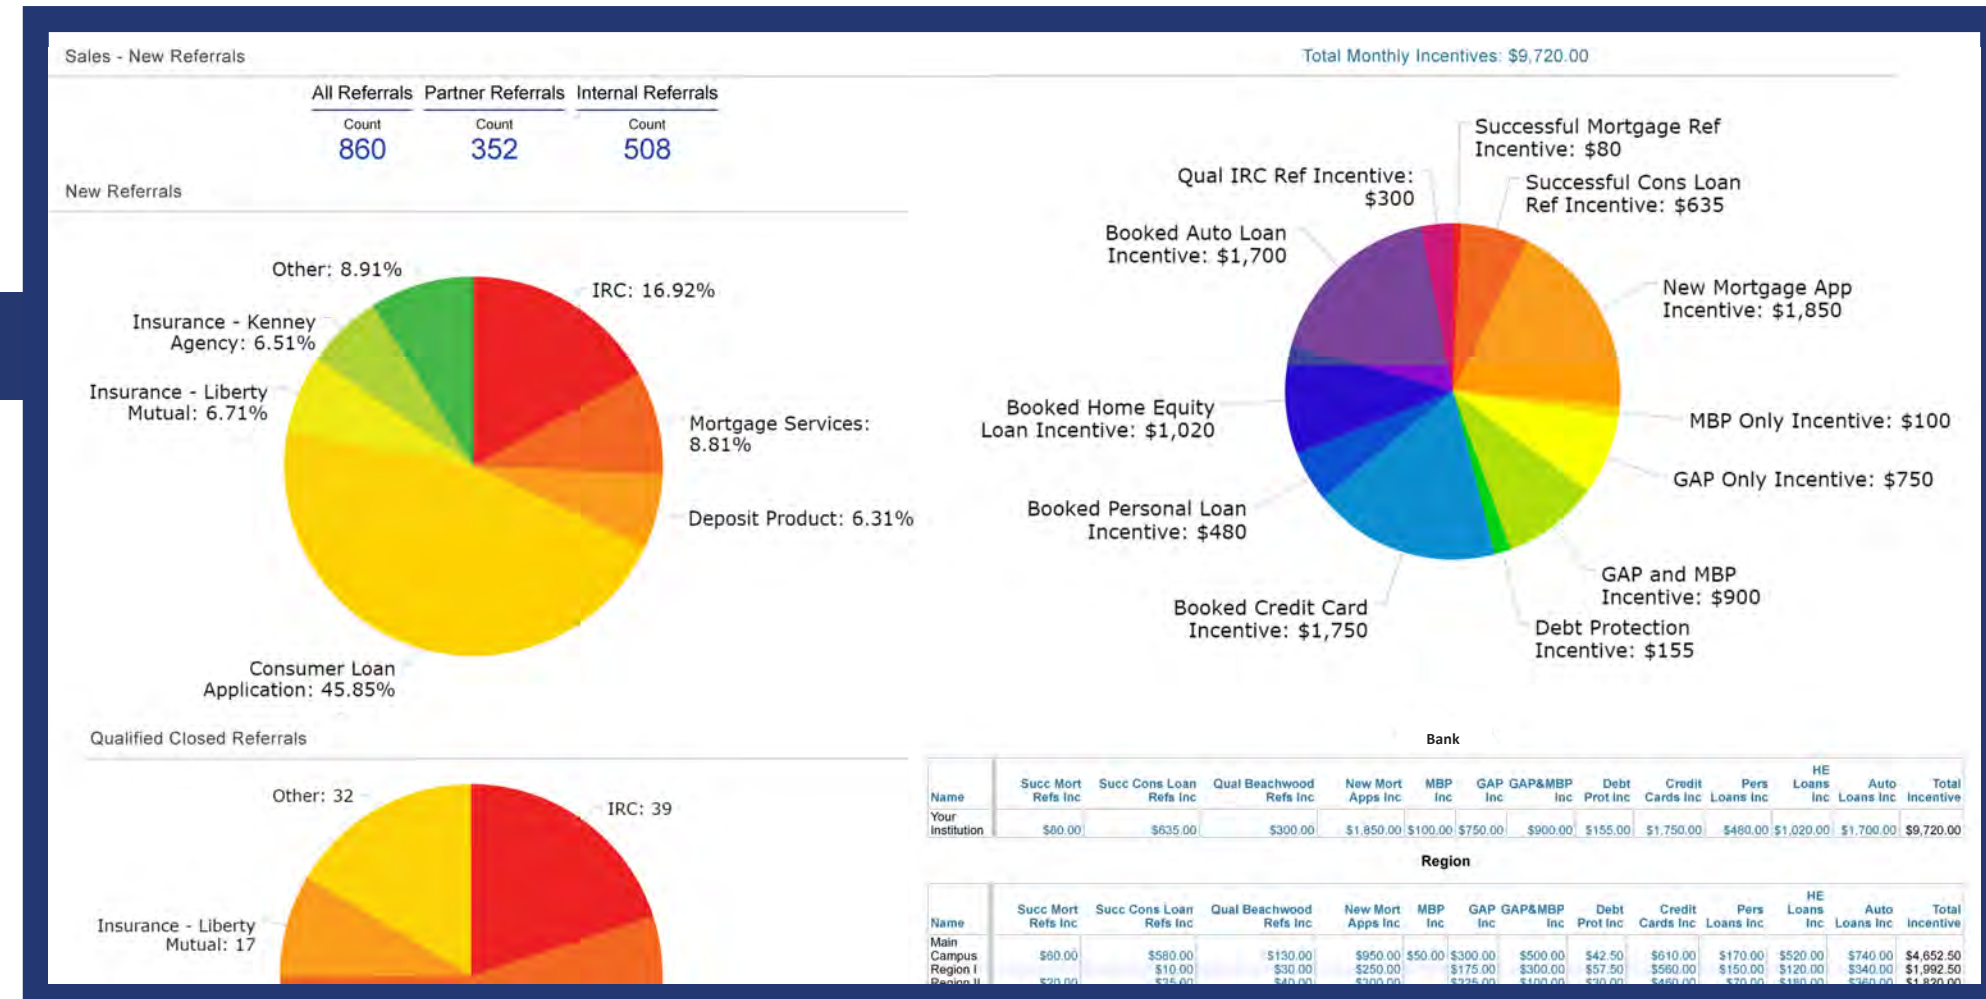 Sales - New Referrals
Total Monthly Incentives: $9,720.00
All Referrals Partner Referrals Internal Referrals
Count Count Count
860 352 508
New Referrals
Other: 8.91%
IRC: 16.92%
Insurance - Kenney
Agency: 6.51%
Insurance - Liberty
Mutual: 6.71%
Mortgage Services:
8.81%
Deposit Product: 6.31%
Consumer Loan
Application: 45.85%
Successful Mortgage Ref
Incentive: $80
Qual IRC Ref Incentive:
$300
Successful Cons Loan
Ref Incentive: $635
Booked Auto Loan
Incentive: $1,700
New Mortgage App
Incentive: $1,850
Booked Home Equity
Loan Incentive: $1,020
MBP Only Incentive: $100
GAP Only Incentive: $750
Booked Personal Loan
Incentive: $480
GAP and MBP
Incentive: $900
Booked Credit Card
Incentive: $1,750
Debt Protection
Incentive: $155
Qualified Closed Referrals
Other: 32
IRC: 39
Insurance - Liberty
Mutual: 17
Bank
HE
Succ Mort Succ Cons Loan Qual Beachwood New Mort MBP GAP GAP&MBP Debt Credit Pers Loans Auto Total
Name Refs Inc Refs Inc Refs Inc Apps Inc Inc Inc Inc Prot Inc Cards Inc Loans Inc Inc Loans Inc Incentive
Your
Institution $80.00 $635.00 $300.00 $1,850.00 $100.00 $750.00 $900.00 $155.00 $1,750.00 $480.00 $1,020.00 $1,700.00 $9,720.00
Region
HE
Succ Mort Succ Cons Loan Qual Beachwood New Mort MBP GAP GAP&MBP Debt Credit Pers Loans Auto Total
Name Refs Inc Refs Inc Refs Inc Apps Inc Inc Inc Inc Prot Inc Cards Inc Loans Inc Inc Loans Inc Incentive
Main
Campus $60.00 $580.00 $130.00 $950.00 $50.00 $300.00 $500.00 $42.50 $610.00 $170.00 $520.00 $740.00 $4,652.50
Region I $10.00 $30.00 $250.00 $175.00 $300.00 $57.50 $560.00 $150.00 $120.00 $340.00 $1,992.50
Region II